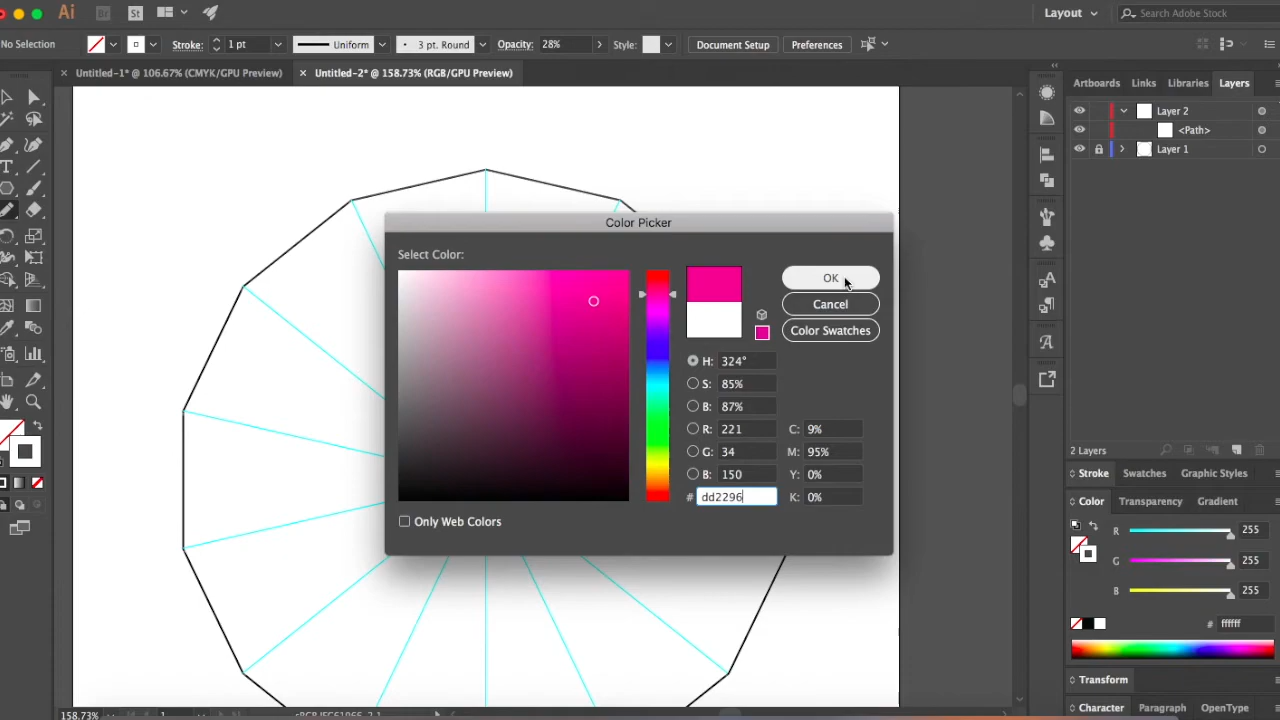 Ai Br St Layout Search Adobe Stock
No Selection Stroke: 1 pt Uniform 3 pt. Round Opacity: 28% Style: Document Setup Preferences
× Untitled-1* @ 106.67% (CMYK/GPU Preview) × Untitled-2* @ 158.73% (RGB/GPU Preview)
Artboards Links Libraries Layers
Layer 2
<Path>
Layer 1
2 Layers
Stroke Swatches Graphic Styles
Color Transparency Gradient
R 255
G 255
B 255
# ffffff
Transform
Character Paragraph OpenType
Color Picker
Select Color:
OK
Cancel
Color Swatches
H: 324°
S: 85%
B: 87%
R: 221
G: 34
B: 150
# dd2296
C: 9%
M: 95%
Y: 0%
K: 0%
Only Web Colors
158.73% 1